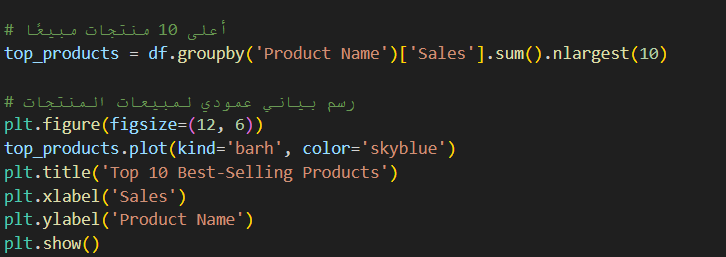 # أعلى 10 منتجات مبيعًا
top_products = df.groupby('Product Name')['Sales'].sum().nlargest(10)
# رسم بياني عمودي لمبيعات المنتجات
plt.figure(figsize=(12, 6))
top_products.plot(kind='barh', color='skyblue')
plt.title('Top 10 Best-Selling Products')
plt.xlabel('Sales')
plt.ylabel('Product Name')
plt.show()